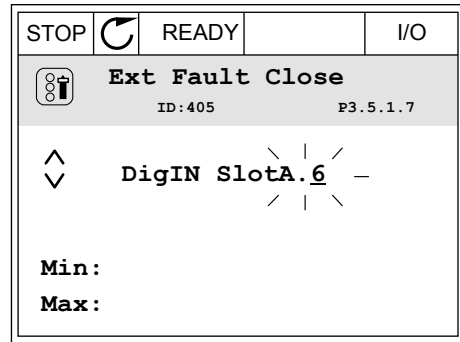 STOP READY I/O
Ext Fault Close
ID:405 P3.5.1.7
DigIN SlotA.6
Min:
Max: